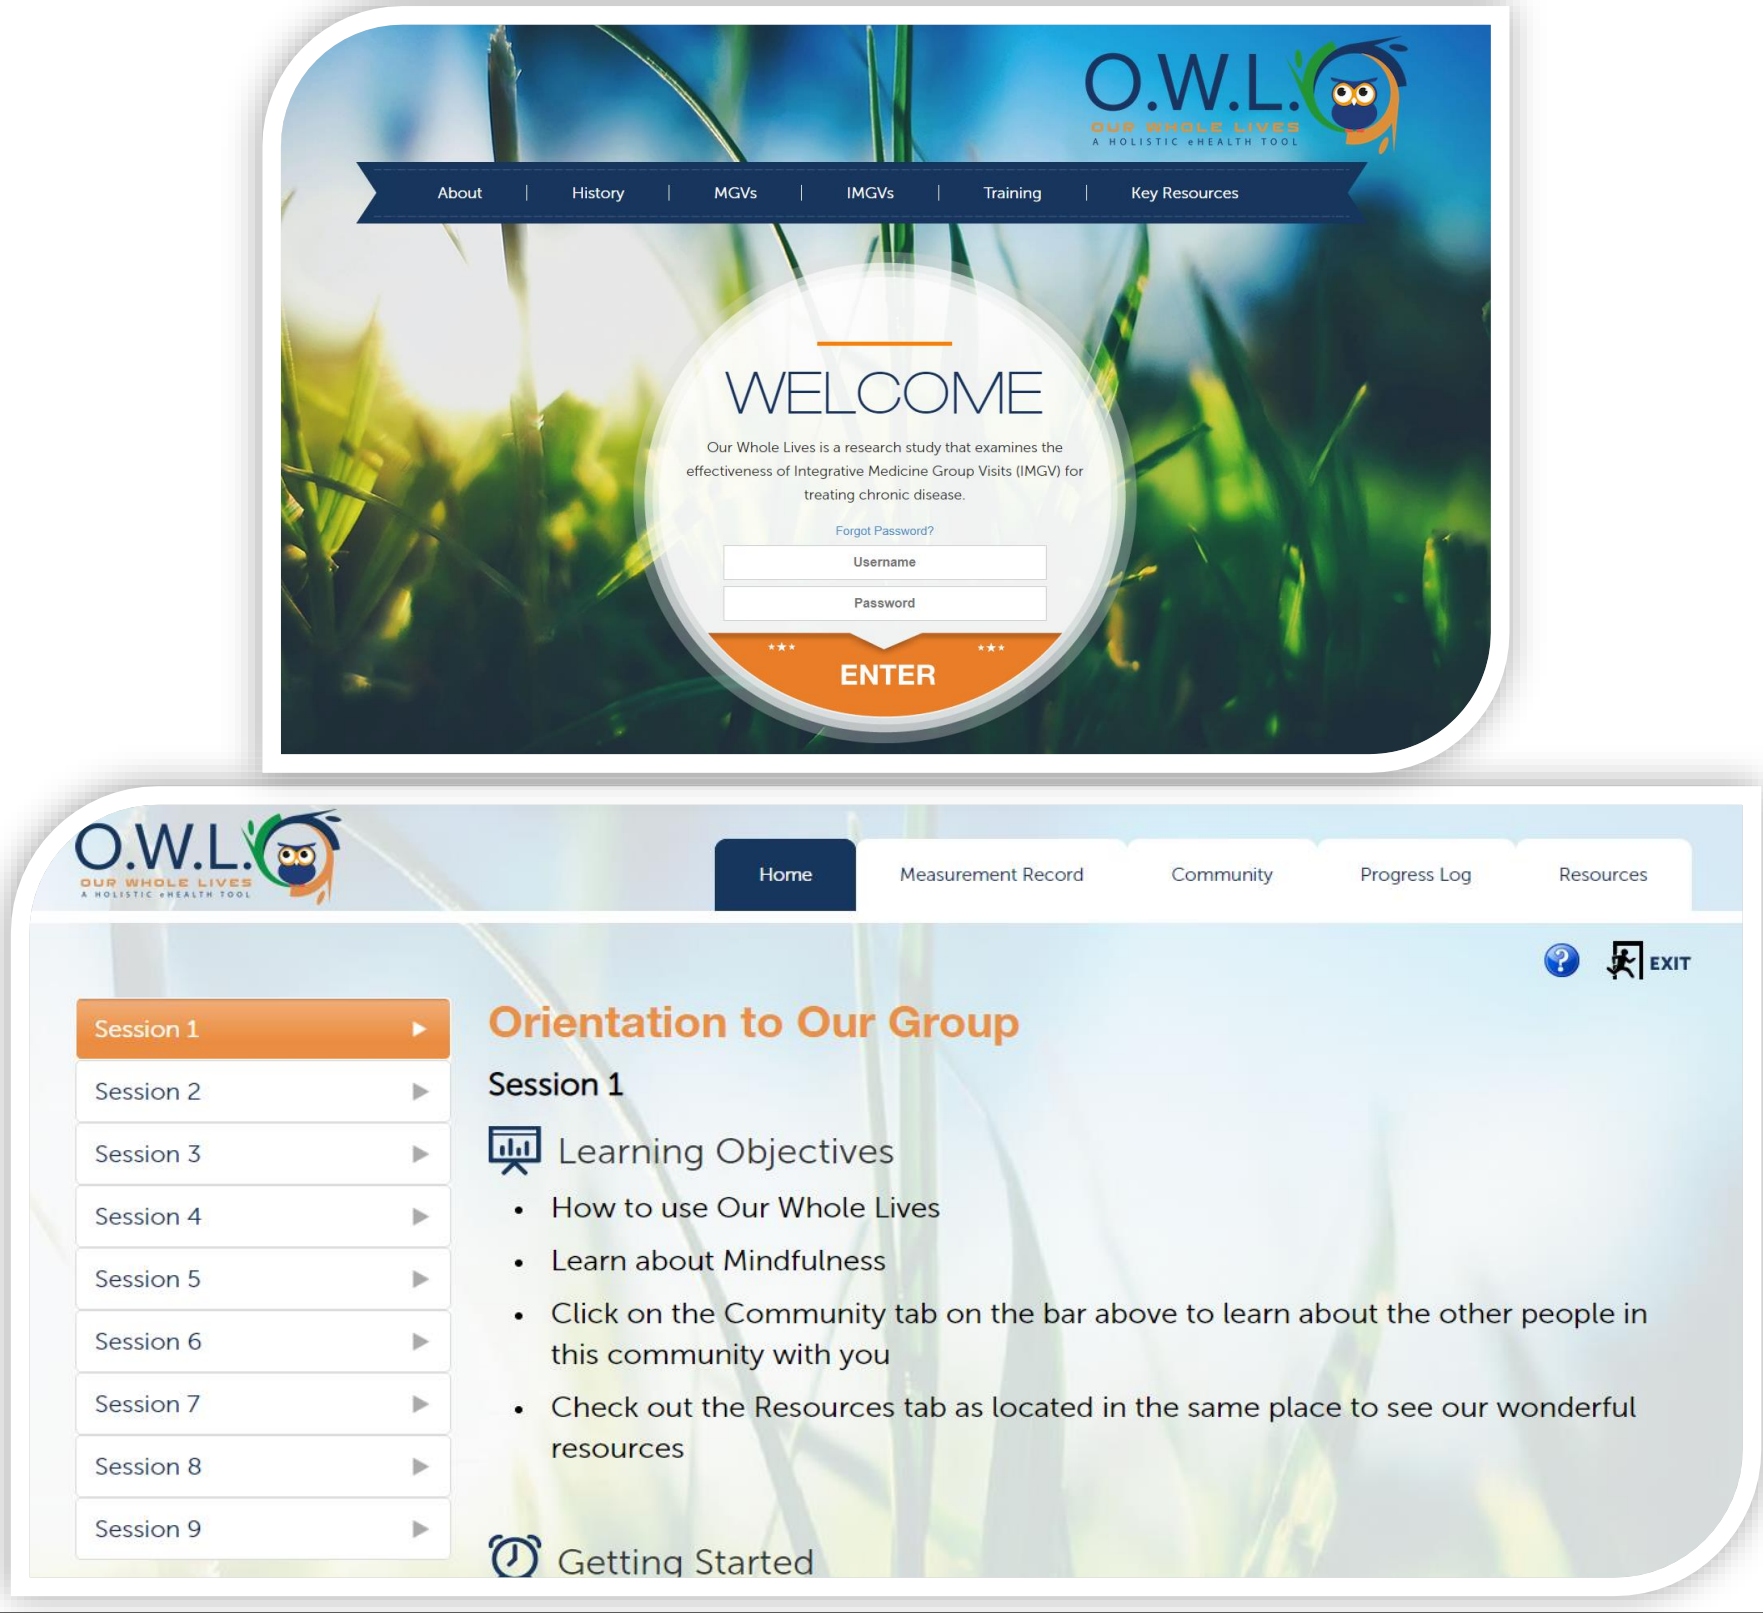 O.W.L.
OUR WHOLE LIVES
A HOLISTIC eHEALTH TOOL
About | History | MGVs | IMGVs | Training | Key Resources
WELCOME
Our Whole Lives is a research study that examines the
effectiveness of Integrative Medicine Group Visits (IMGV) for
treating chronic disease.
Forgot Password?
Username
Password
ENTER
O.W.L.
OUR WHOLE LIVES
A HOLISTIC eHEALTH TOOL
Home Measurement Record Community Progress Log Resources
? EXIT
Session 1
Session 2
Session 3
Session 4
Session 5
Session 6
Session 7
Session 8
Session 9
Orientation to Our Group
Session 1
Learning Objectives
• How to use Our Whole Lives
• Learn about Mindfulness
• Click on the Community tab on the bar above to learn about the other people in
this community with you
• Check out the Resources tab as located in the same place to see our wonderful
resources
Getting Started